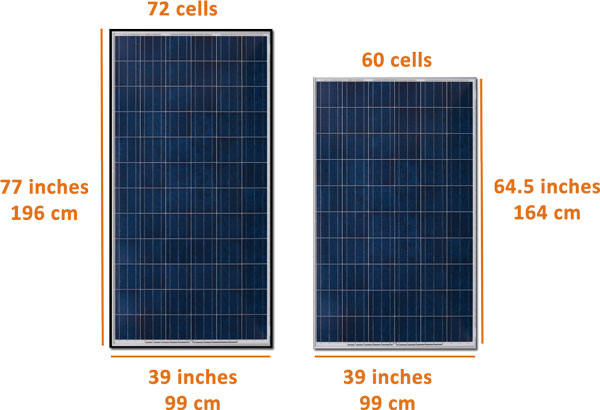 72 cells
60 cells
77 inches
196 cm
64.5 inches
164 cm
39 inches
99 cm
39 inches
99 cm